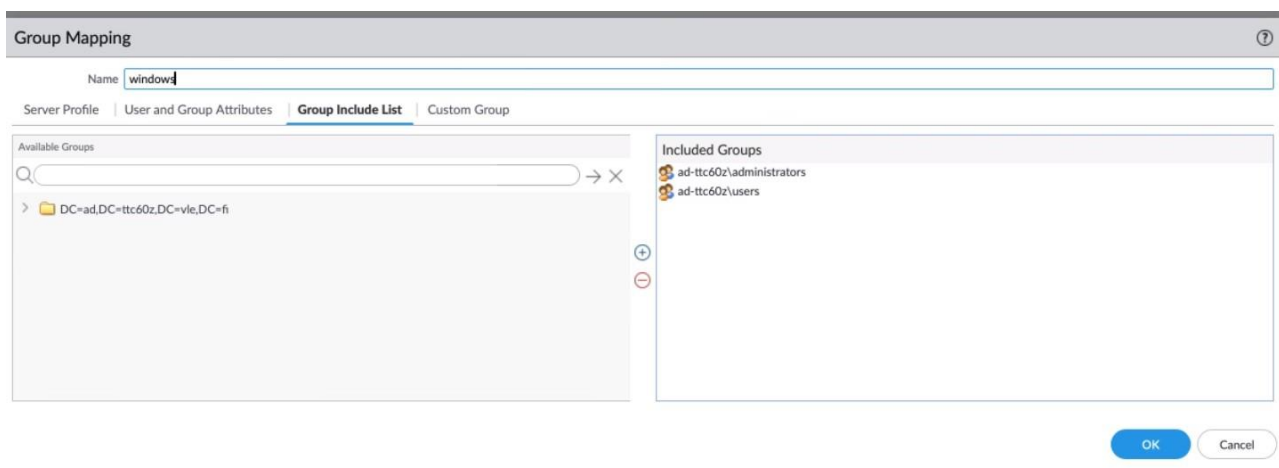 Group Mapping
Name windows
Server Profile User and Group Attributes Group Include List Custom Group
Available Groups
DC=ad,DC=ttc60z,DC=vle,DC=fi
Included Groups
ad-ttc60z\administrators
ad-ttc60z\users
OK Cancel